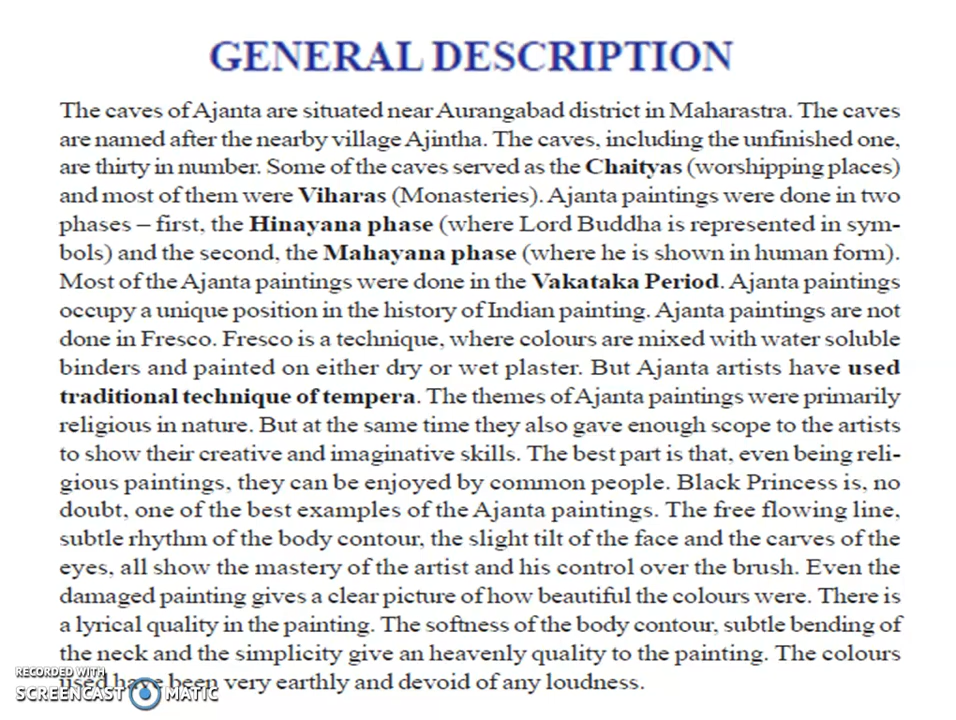 GENERAL DESCRIPTION
The caves of Ajanta are situated near Aurangabad district in Maharastra. The caves
are named after the nearby village Ajintha. The caves, including the unfinished one,
are thirty in number. Some of the caves served as the Chaityas (worshipping places)
and most of them were Viharas (Monasteries). Ajanta paintings were done in two
phases – first, the Hinayana phase (where Lord Buddha is represented in sym-
bols) and the second, the Mahayana phase (where he is shown in human form).
Most of the Ajanta paintings were done in the Vakataka Period. Ajanta paintings
occupy a unique position in the history of Indian painting. Ajanta paintings are not
done in Fresco. Fresco is a technique, where colours are mixed with water soluble
binders and painted on either dry or wet plaster. But Ajanta artists have used
traditional technique of tempera. The themes of Ajanta paintings were primarily
religious in nature. But at the same time they also gave enough scope to the artists
to show their creative and imaginative skills. The best part is that, even being reli-
gious paintings, they can be enjoyed by common people. Black Princess is, no
doubt, one of the best examples of the Ajanta paintings. The free flowing line,
subtle rhythm of the body contour, the slight tilt of the face and the carves of the
eyes, all show the mastery of the artist and his control over the brush. Even the
damaged painting gives a clear picture of how beautiful the colours were. There is
a lyrical quality in the painting. The softness of the body contour, subtle bending of
the neck and the simplicity give an heavenly quality to the painting. The colours
used have been very earthly and devoid of any loudness.
RECORDED WITH
SCREENCAST MATIC